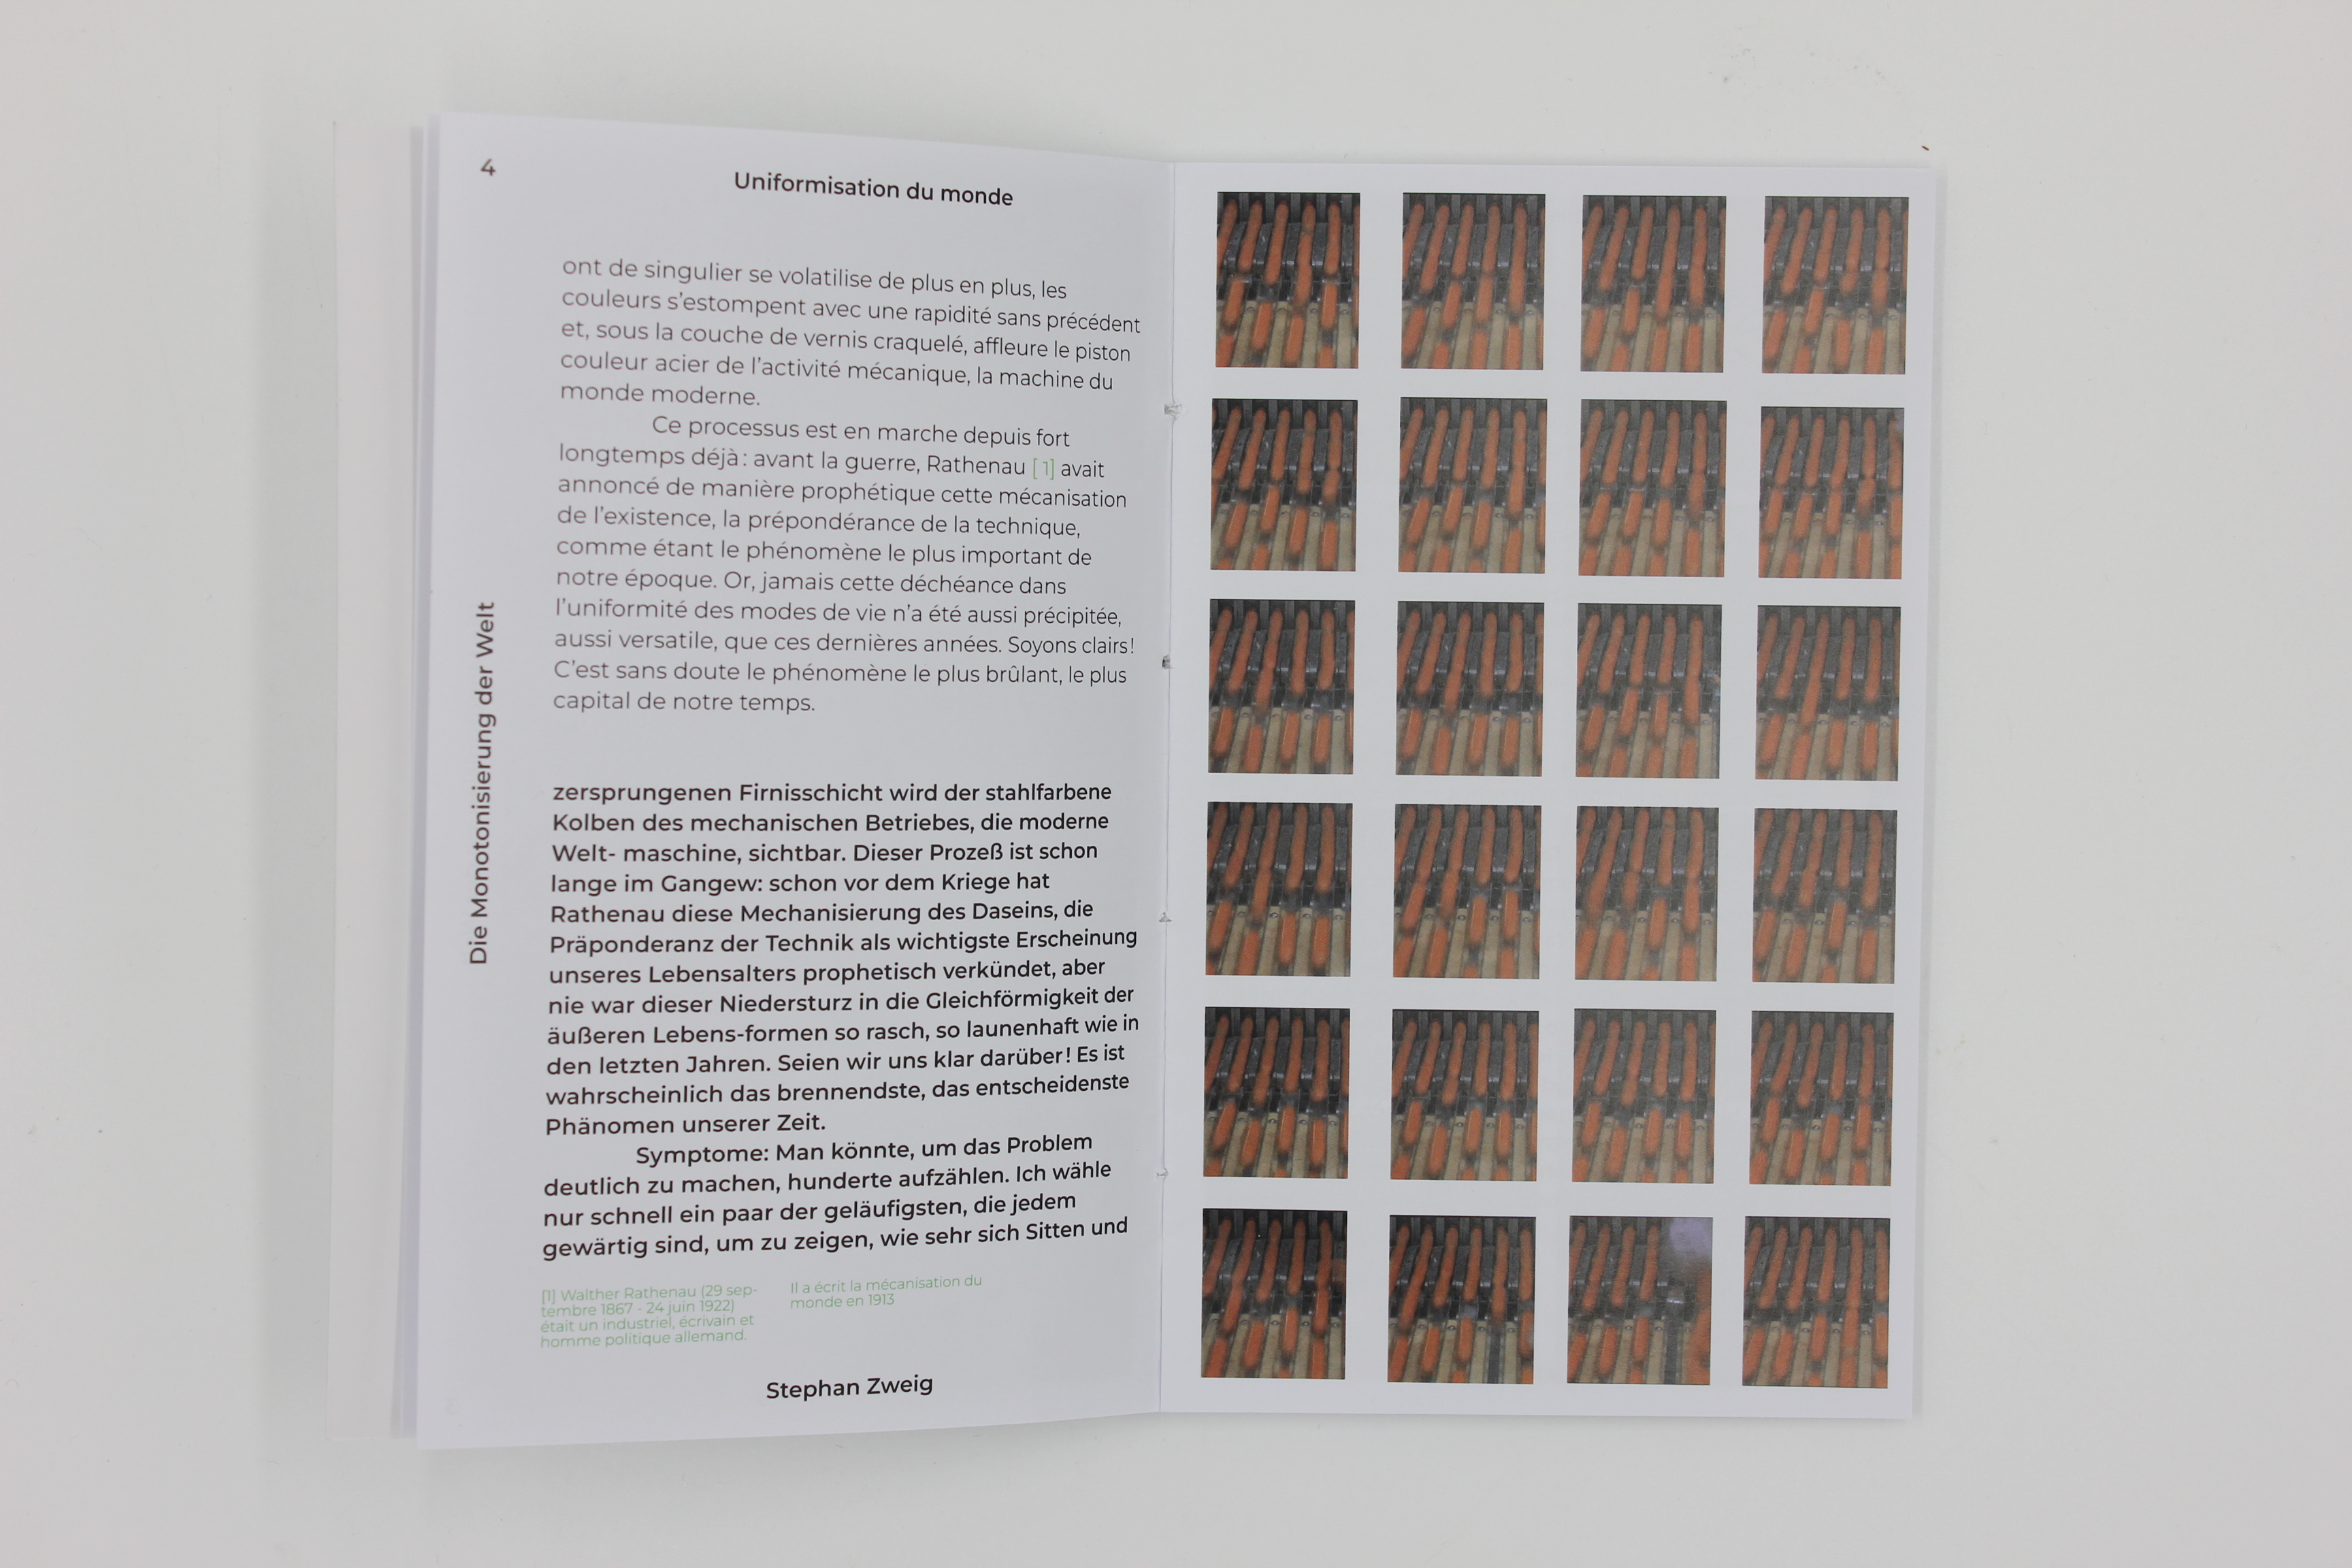 4
Uniformisation du monde
ont de singulier se volatilise de plus en plus, les
couleurs s'estompent avec une rapidité sans précédent
et, sous la couche de vernis craquelé, affleure le piston
couleur acier de l'activité mécanique, la machine du
monde moderne.
Ce processus est en marche depuis fort
longtemps déjà : avant la guerre, Rathenau [1] avait
annoncé de manière prophétique cette mécanisation
de l'existence, la prépondérance de la technique,
comme étant le phénomène le plus important de
notre époque. Or, jamais cette déchéance dans
l'uniformité des modes de vie n'a été aussi précipitée,
aussi versatile, que ces dernières années. Soyons clairs!
C'est sans doute le phénomène le plus brûlant, le plus
capital de notre temps.
Die Monotonisierung der Welt
zersprungenen Firnisschicht wird der stahlfarbene
Kolben des mechanischen Betriebes, die moderne
Welt- maschine, sichtbar. Dieser Prozeß ist schon
lange im Gangew: schon vor dem Kriege hat
Rathenau diese Mechanisierung des Daseins, die
Präponderanz der Technik als wichtigste Erscheinung
unseres Lebensalters prophetisch verkündet, aber
nie war dieser Niedersturz in die Gleichförmigkeit der
äußeren Lebens-formen so rasch, so launenhaft wie in
den letzten Jahren. Seien wir uns klar darüber! Es ist
wahrscheinlich das brennendste, das entscheidenste
Phänomen unserer Zeit.
Symptome: Man könnte, um das Problem
deutlich zu machen, hunderte aufzählen. Ich wähle
nur schnell ein paar der geläufigsten, die jedem
gewärtig sind, um zu zeigen, wie sehr sich Sitten und
[1] Walther Rathenau (29 sep-
tembre 1867 - 24 juin 1922)
était un industriel, écrivain et
homme politique allemand.
Il a écrit la mécanisation du
monde en 1913
Stephan Zweig